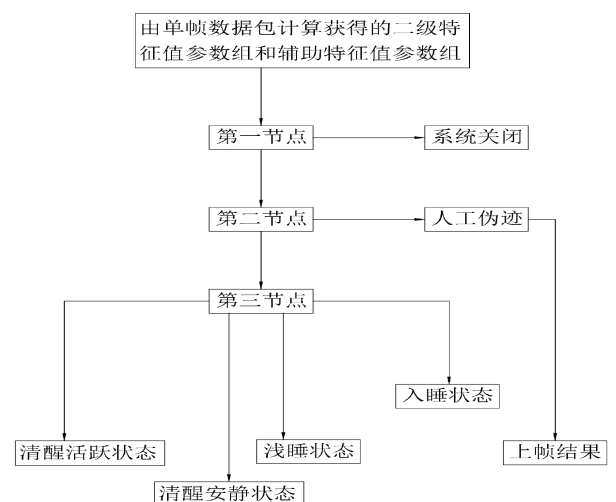 由单帧数据包计算获得的二级特
征值参数组和辅助特征值参数组
第一节点
系统关闭
第二节点
人工伪迹
第三节点
入睡状态
清醒活跃状态
浅睡状态
上帧结果
清醒安静状态